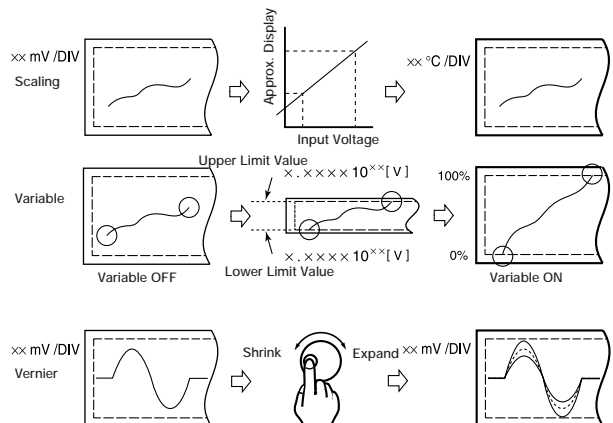 ×× mV /DIV
Scaling
Approx. Display
Input Voltage
×× °C /DIV
Variable
Upper Limit Value
×.×××× 10^××[ V ]
×.×××× 10^××[ V ]
Lower Limit Value
Variable OFF
100%
0%
Variable ON
×× mV /DIV
Vernier
Shrink
Expand
×× mV /DIV